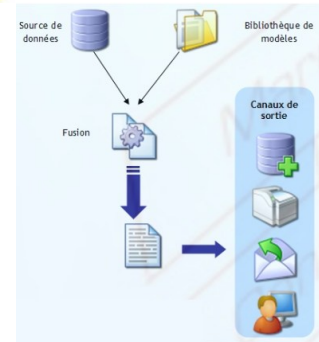 Source de
données
Bibliothèque de
modèles
Canaux de
sortie
Fusion